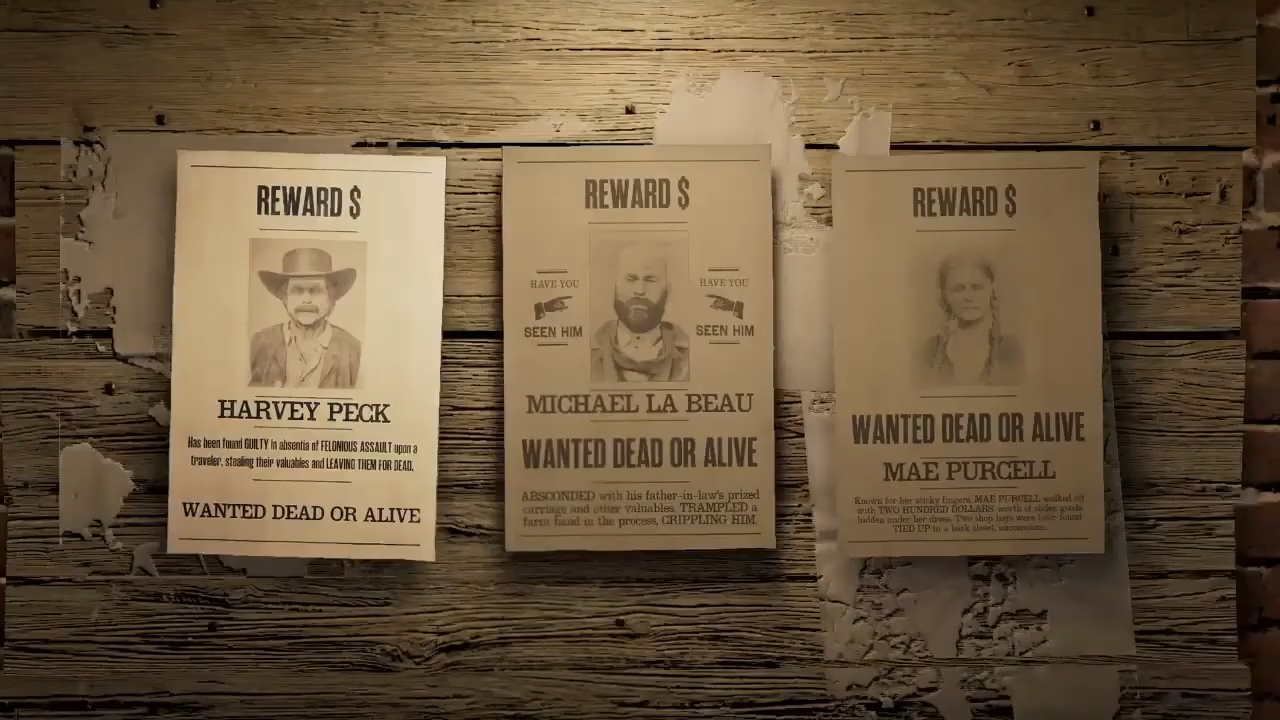 REWARD $
HARVEY PECK
Has been found GUILTY in absentia of FELONIOUS ASSAULT upon a
traveler, stealing their valuables and LEAVING THEM FOR DEAD.
WANTED DEAD OR ALIVE
REWARD $
HAVE YOU
SEEN HIM
HAVE YOU
SEEN HIM
MICHAEL LA BEAU
WANTED DEAD OR ALIVE
ABSCONDED with his father-in-law's prized
carriage and other valuables. TRAMPLED a
farm hand in the process, CRIPPLING HIM.
REWARD $
WANTED DEAD OR ALIVE
MAE PURCELL
Known for her sticky fingers, MAE PURCELL walked off
with TWO HUNDRED DOLLARS worth of stolen goods
hidden under her dress. Two shop boys were later found
TIED UP in a back closet, unconscious.